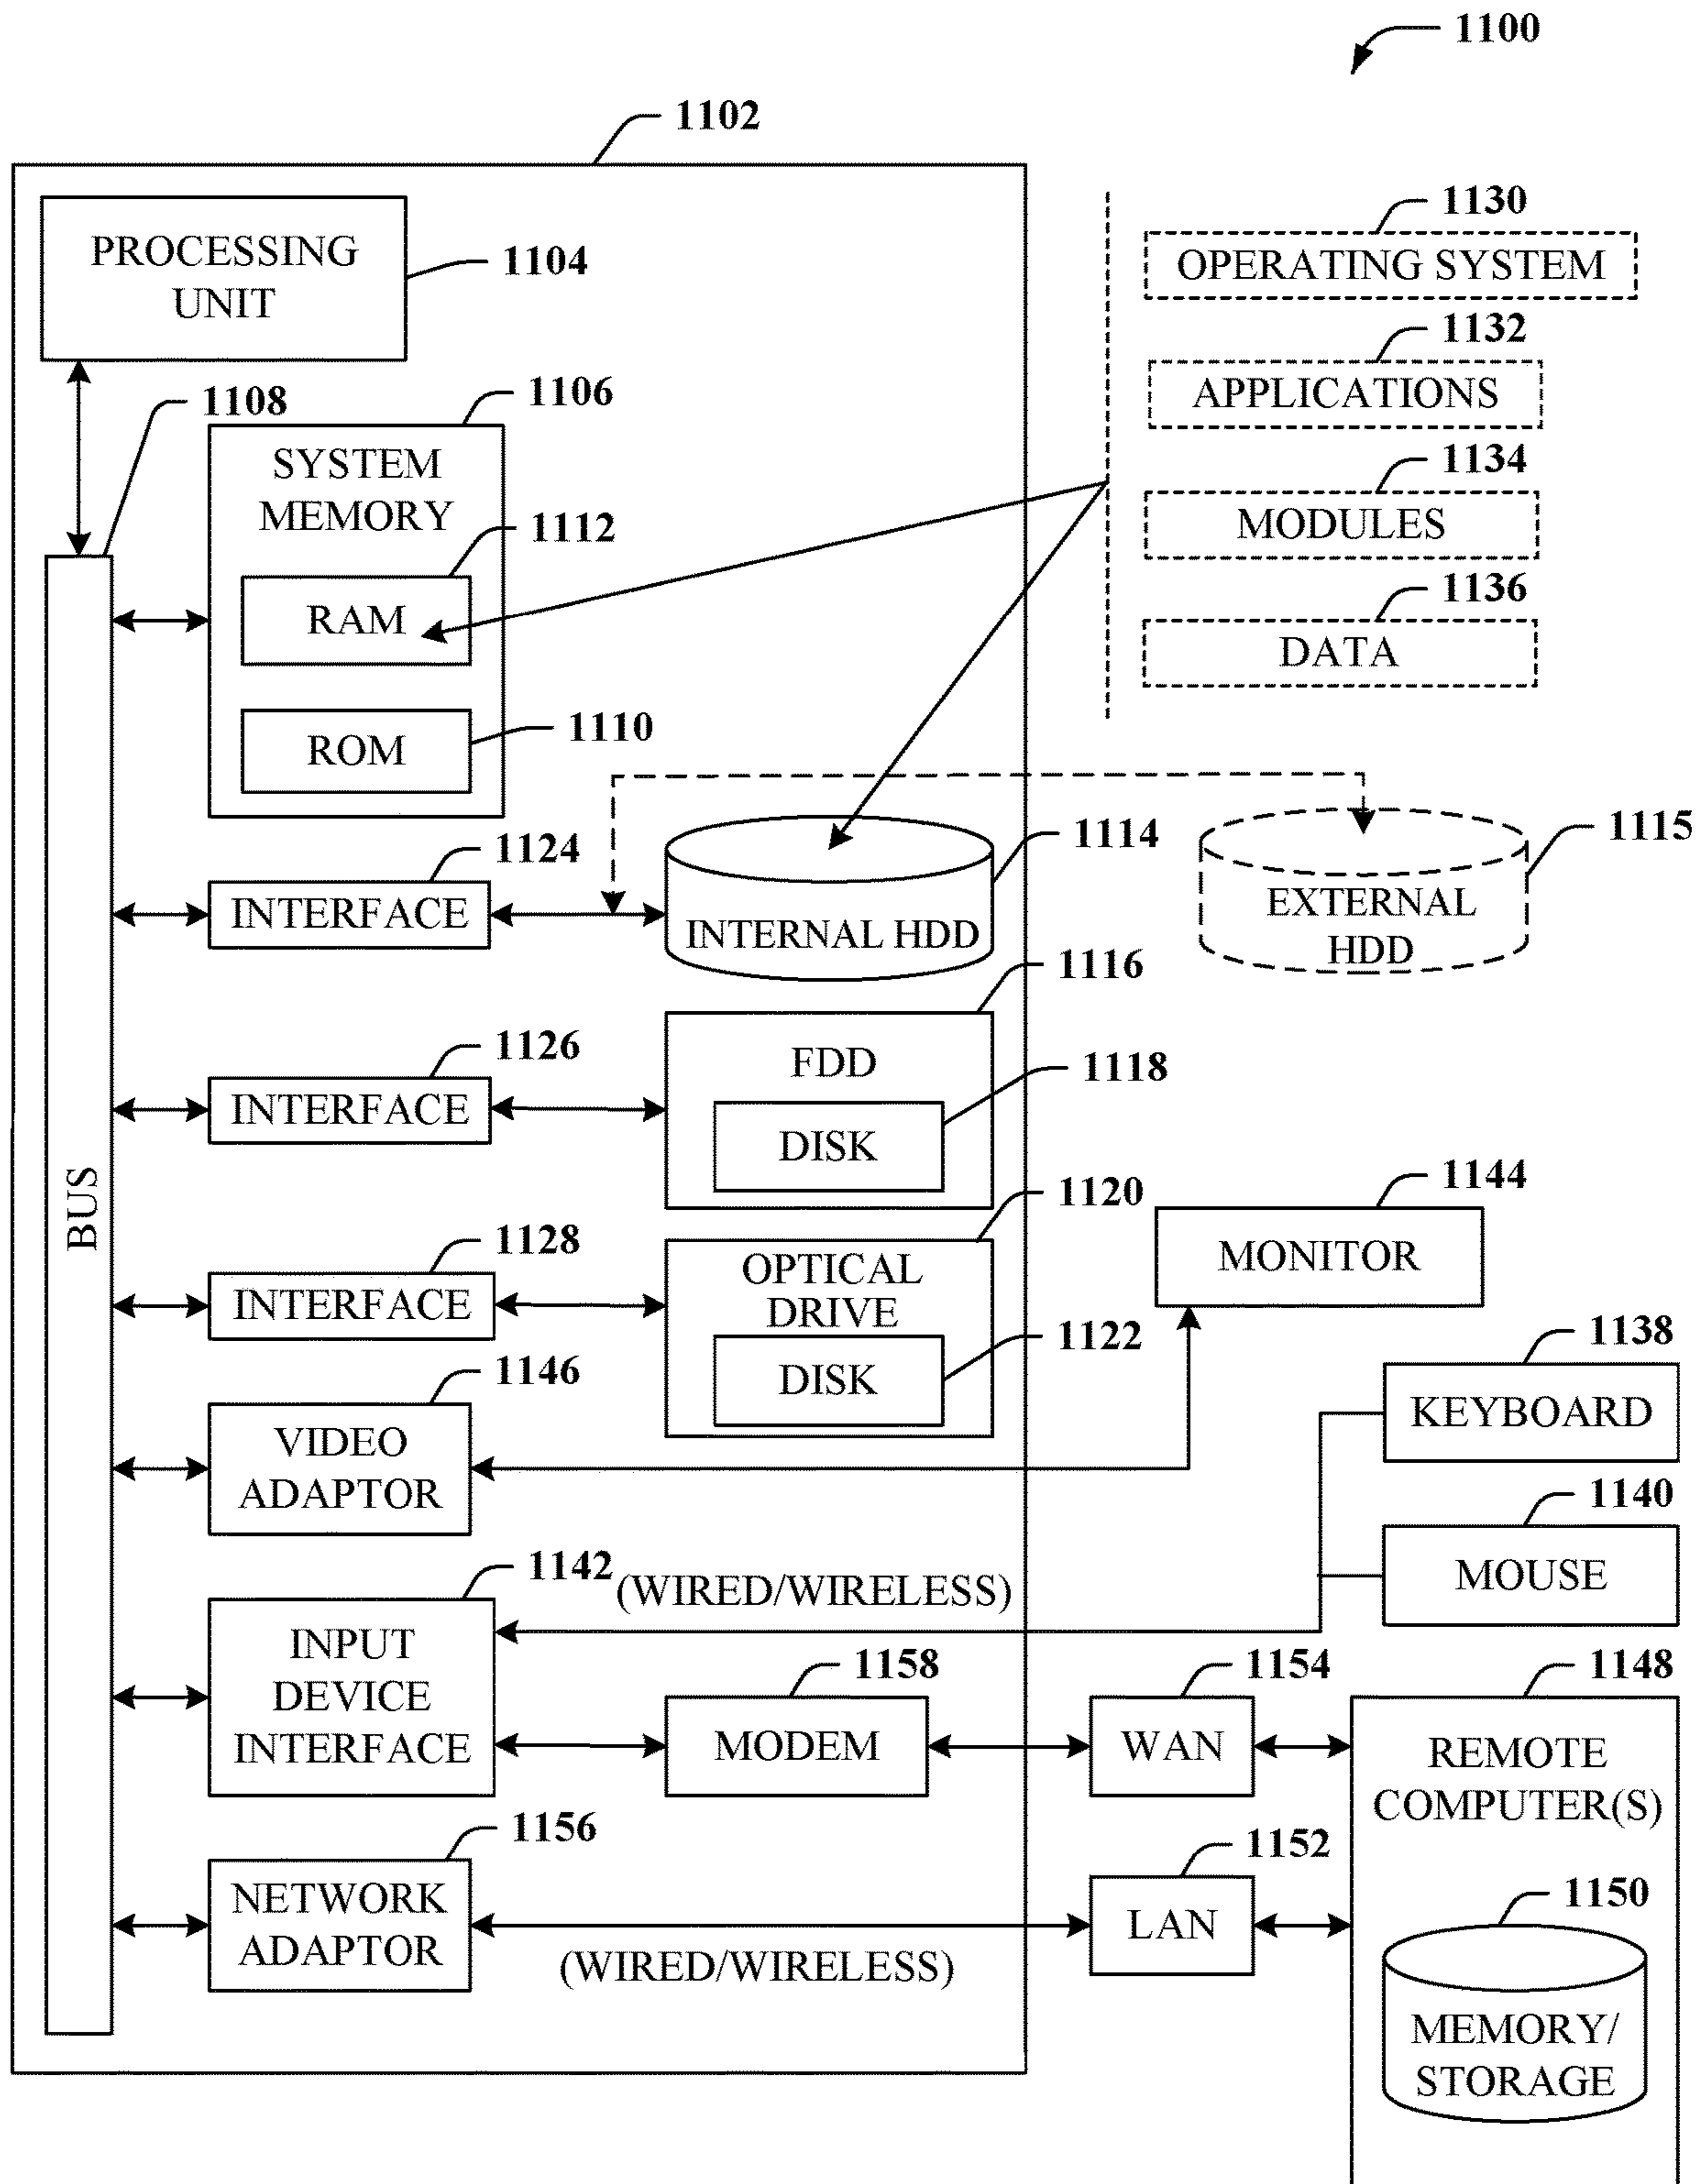 1100
1102
PROCESSING
UNIT
1104
1130
OPERATING SYSTEM
1132
APPLICATIONS
1134
MODULES
1136
DATA
1108
1106
SYSTEM
MEMORY
1112
RAM
1110
ROM
1124
INTERFACE
1114
INTERNAL HDD
1115
EXTERNAL
HDD
1126
INTERFACE
1116
FDD
1118
DISK
BUS
1128
INTERFACE
1120
OPTICAL
DRIVE
1122
DISK
1144
MONITOR
1146
VIDEO
ADAPTOR
1138
KEYBOARD
1140
MOUSE
1142
(WIRED/WIRELESS)
INPUT
DEVICE
INTERFACE
1158
MODEM
1154
WAN
1148
REMOTE
COMPUTER(S)
1156
NETWORK
ADAPTOR
(WIRED/WIRELESS)
1152
LAN
1150
MEMORY/
STORAGE